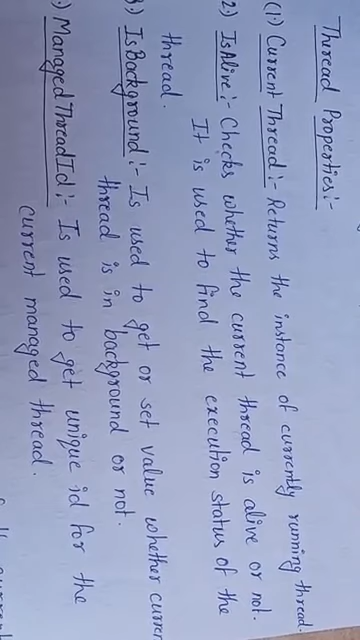 Thread Properties:-
(1.) Current Thread:- Returns the instance of currently running thread.
2.) IsAlive:- Checks whether the current thread is alive or not.
It is used to find the execution status of the
thread.
3.) IsBackground:- Is used to get or set value whether curren
thread is in background or not.
.) ManagedThreadId:- Is used to get unique id for the
current managed thread.